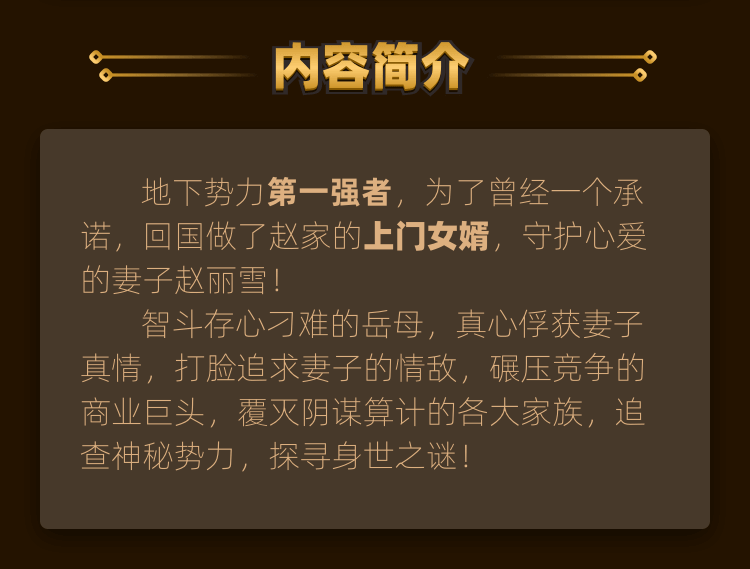 内容简介
地下势力第一强者，为了曾经一个承
诺，回国做了赵家的上门女婿，守护心爱
的妻子赵丽雪！
智斗存心刁难的岳母，真心俘获妻子
真情，打脸追求妻子的情敌，碾压竞争的
商业巨头，覆灭阴谋算计的各大家族，追
查神秘势力，探寻身世之谜！